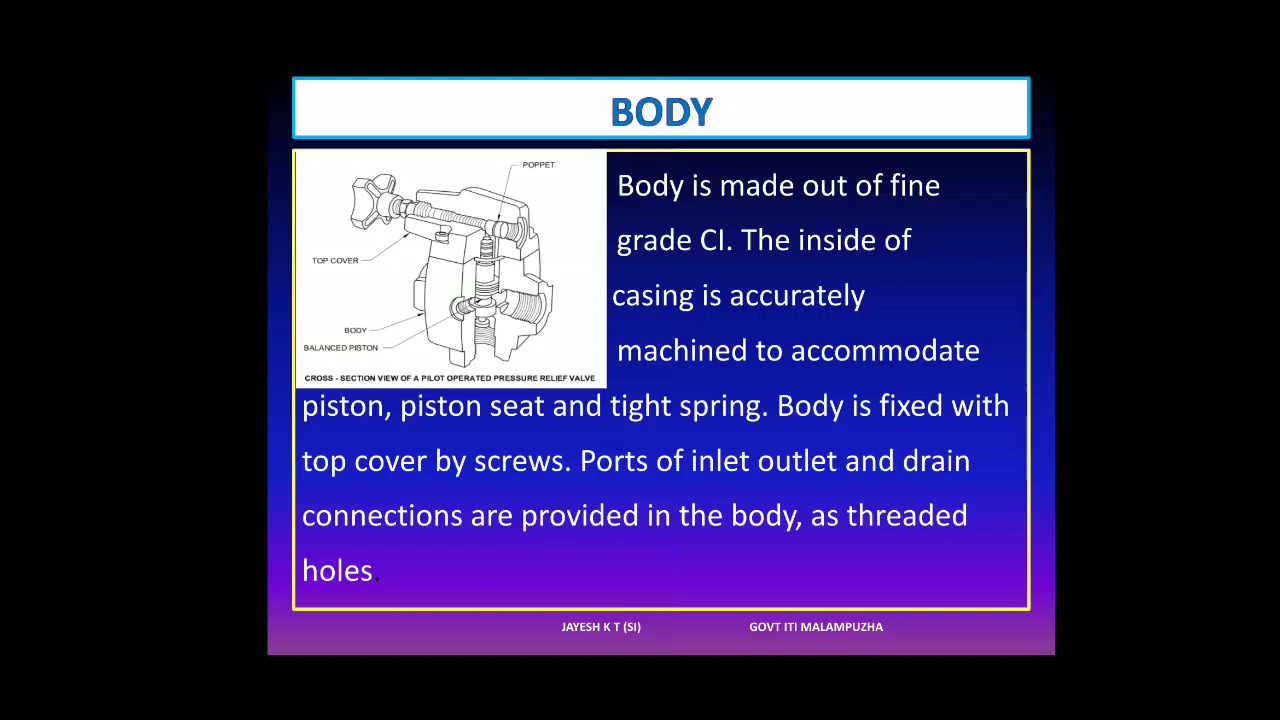 BODY
POPPET
TOP COVER
BODY
BALANCED PISTON
CROSS - SECTION VIEW OF A PILOT OPERATED PRESSURE RELIEF VALVE
Body is made out of fine
grade CI. The inside of
casing is accurately
machined to accommodate
piston, piston seat and tight spring. Body is fixed with
top cover by screws. Ports of inlet outlet and drain
connections are provided in the body, as threaded
holes.
JAYESH K T (SI) GOVT ITI MALAMPUZHA